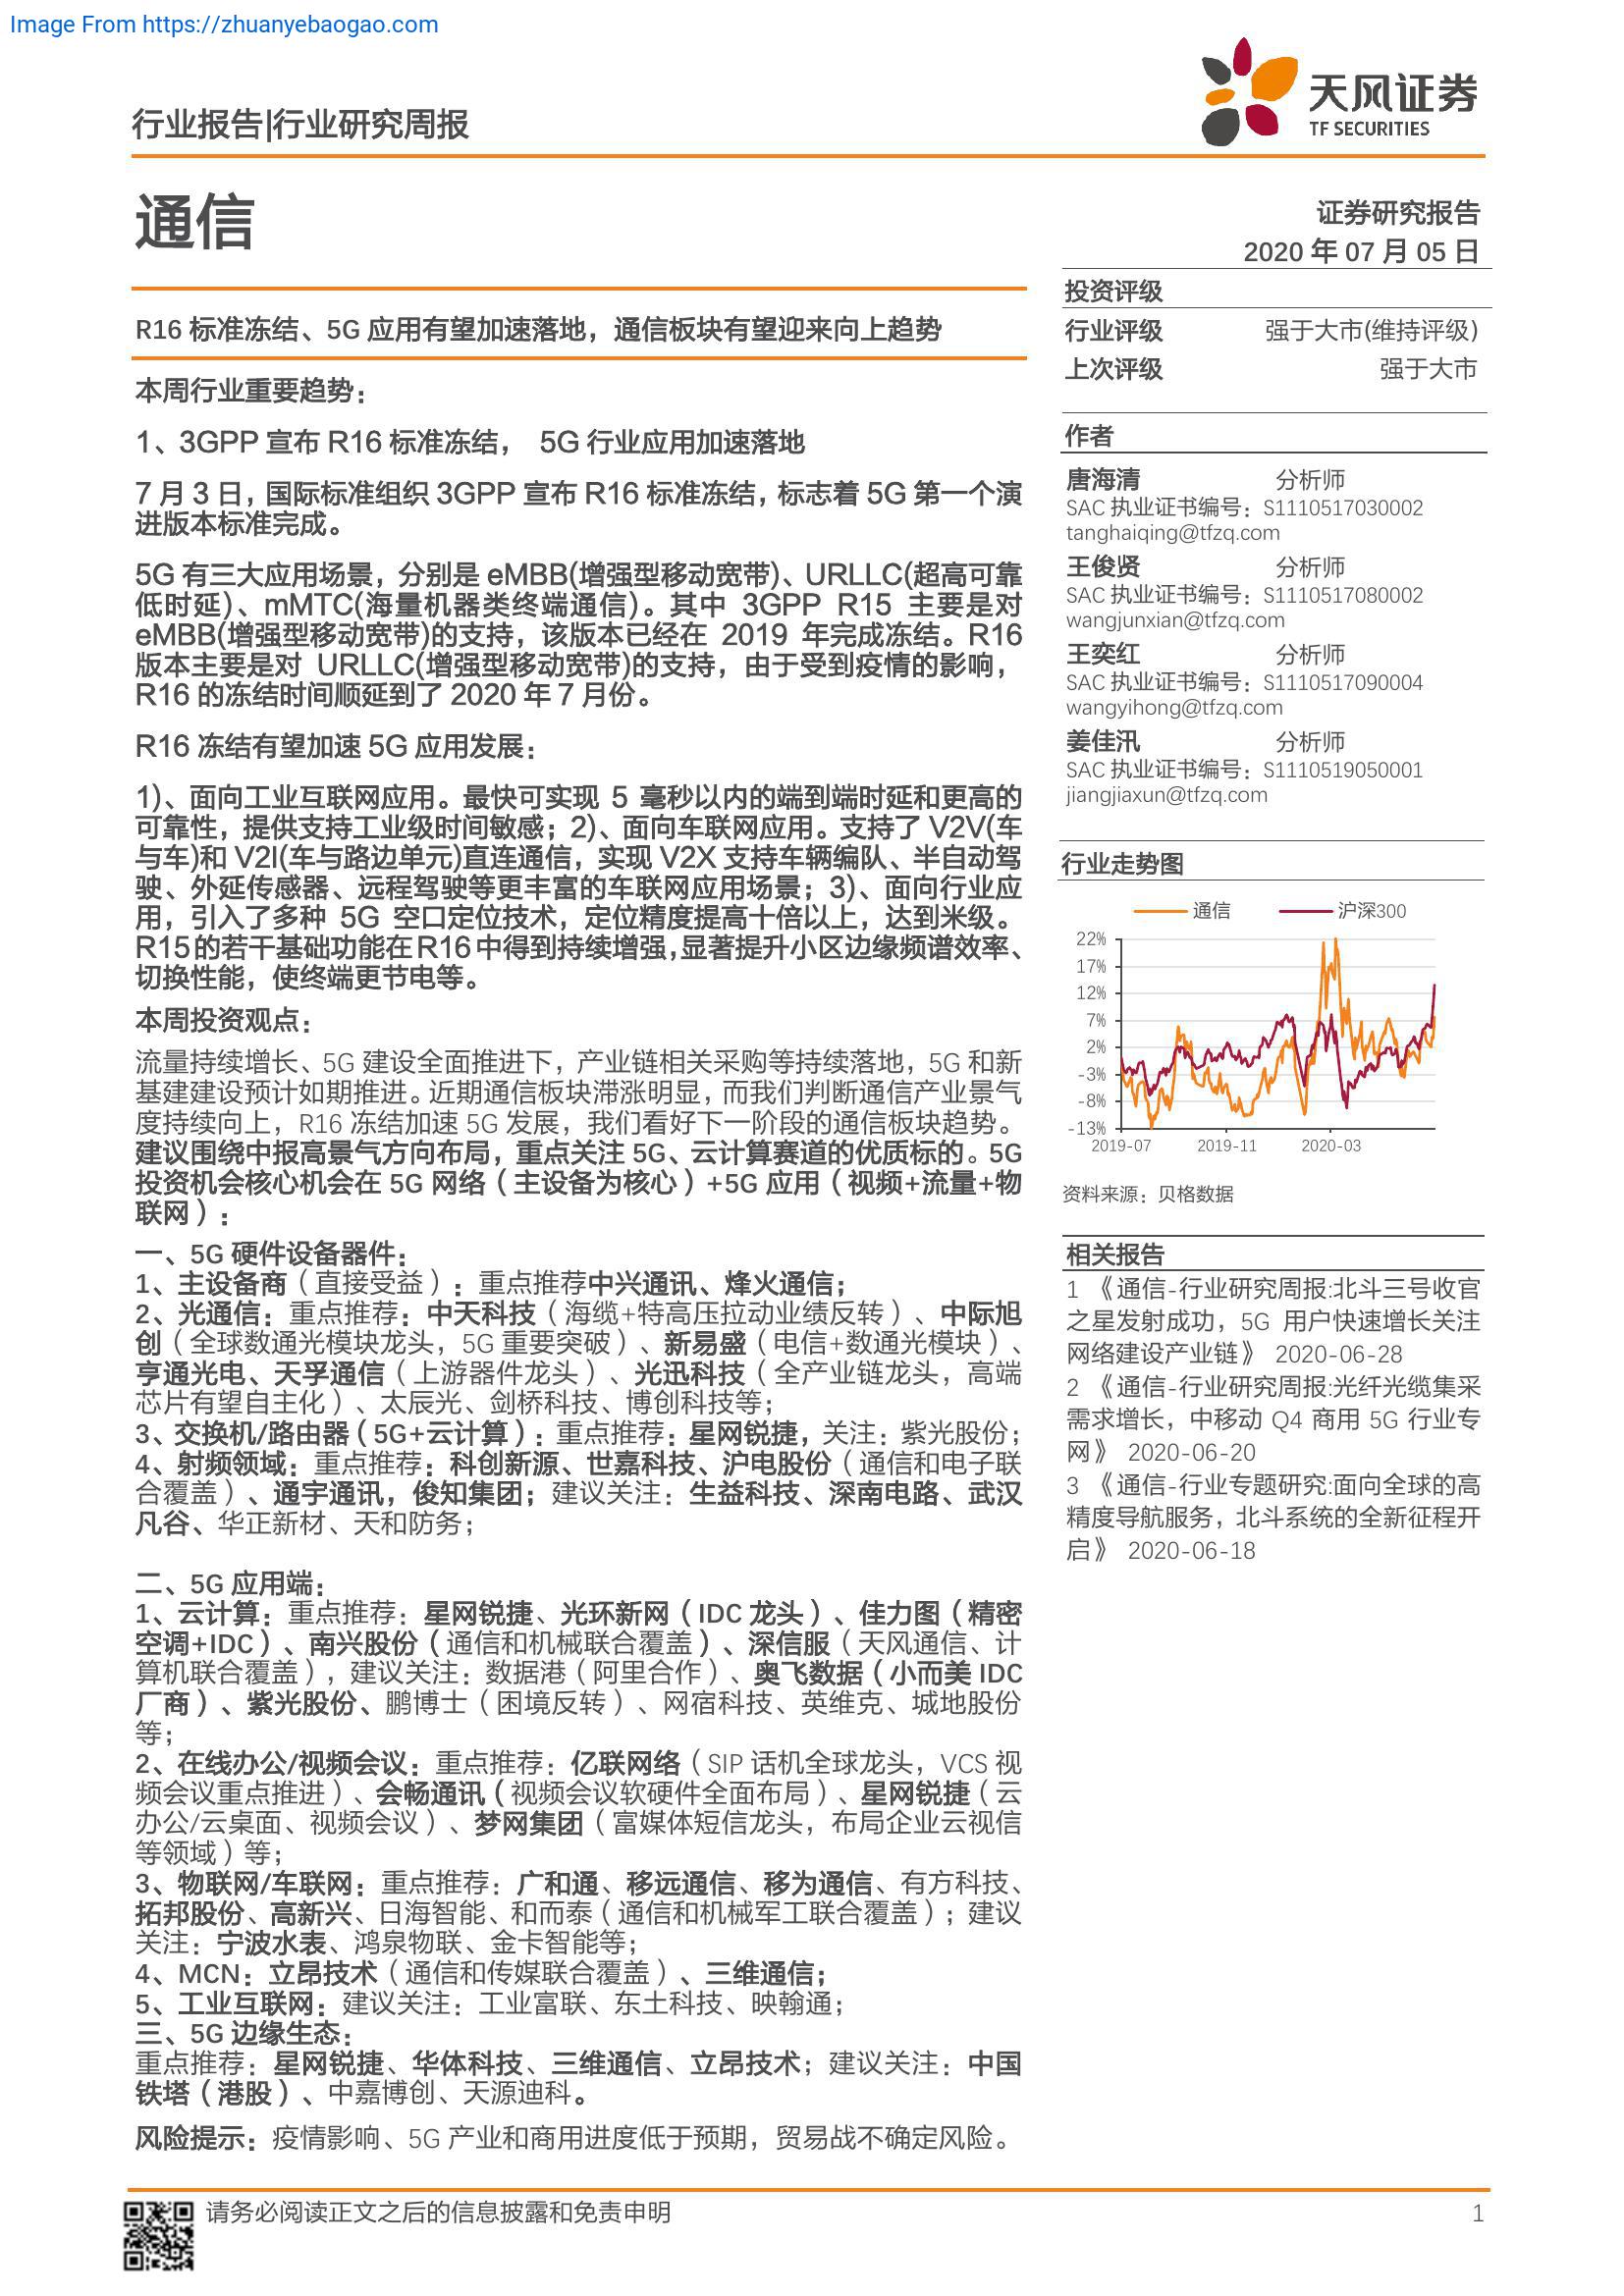 Image From https://zhuanyebaogao.com
行业报告|行业研究周报
天风证券
TF SECURITIES
通信
证券研究报告
2020 年 07 月 05 日
R16 标准冻结、5G 应用有望加速落地，通信板块有望迎来向上趋势
本周行业重要趋势：
1、3GPP 宣布 R16 标准冻结， 5G 行业应用加速落地
7 月 3 日，国际标准组织 3GPP 宣布 R16 标准冻结，标志着 5G 第一个演
进版本标准完成。
5G 有三大应用场景，分别是 eMBB(增强型移动宽带)、URLLC(超高可靠
低时延)、mMTC(海量机器类终端通信)。其中 3GPP R15 主要是对
eMBB(增强型移动宽带)的支持，该版本已经在 2019 年完成冻结。R16
版本主要是对 URLLC(增强型移动宽带)的支持，由于受到疫情的影响，
R16 的冻结时间顺延到了 2020 年 7 月份。
R16 冻结有望加速 5G 应用发展：
1)、面向工业互联网应用。最快可实现 5 毫秒以内的端到端时延和更高的
可靠性，提供支持工业级时间敏感；2)、面向车联网应用。支持了 V2V(车
与车)和 V2I(车与路边单元)直连通信，实现 V2X 支持车辆编队、半自动驾
驶、外延传感器、远程驾驶等更丰富的车联网应用场景；3)、面向行业应
用，引入了多种 5G 空口定位技术，定位精度提高十倍以上，达到米级。
R15的若干基础功能在R16中得到持续增强,显著提升小区边缘频谱效率、
切换性能，使终端更节电等。
本周投资观点：
流量持续增长、5G 建设全面推进下，产业链相关采购等持续落地，5G 和新
基建建设预计如期推进。近期通信板块滞涨明显，而我们判断通信产业景气
度持续向上，R16 冻结加速 5G 发展，我们看好下一阶段的通信板块趋势。
建议围绕中报高景气方向布局，重点关注 5G、云计算赛道的优质标的。5G
投资机会核心机会在 5G 网络（主设备为核心）+5G 应用（视频+流量+物
联网）：
一、5G 硬件设备器件：
1、主设备商（直接受益）：重点推荐中兴通讯、烽火通信；
2、光通信：重点推荐：中天科技（海缆+特高压拉动业绩反转）、中际旭
创（全球数通光模块龙头，5G 重要突破）、新易盛（电信+数通光模块）、
亨通光电、天孚通信（上游器件龙头）、光迅科技（全产业链龙头，高端
芯片有望自主化）、太辰光、剑桥科技、博创科技等；
3、交换机/路由器（5G+云计算）：重点推荐：星网锐捷，关注：紫光股份；
4、射频领域：重点推荐：科创新源、世嘉科技、沪电股份（通信和电子联
合覆盖）、通宇通讯，俊知集团；建议关注：生益科技、深南电路、武汉
凡谷、华正新材、天和防务；
二、5G 应用端：
1、云计算：重点推荐：星网锐捷、光环新网（IDC 龙头）、佳力图（精密
空调+IDC）、南兴股份（通信和机械联合覆盖）、深信服（天风通信、计
算机联合覆盖），建议关注：数据港（阿里合作）、奥飞数据（小而美 IDC
厂商）、紫光股份、鹏博士（困境反转）、网宿科技、英维克、城地股份
等；
2、在线办公/视频会议：重点推荐：亿联网络（SIP 话机全球龙头，VCS 视
频会议重点推进）、会畅通讯（视频会议软硬件全面布局）、星网锐捷（云
办公/云桌面、视频会议）、梦网集团（富媒体短信龙头，布局企业云视信
等领域）等；
3、物联网/车联网：重点推荐：广和通、移远通信、移为通信、有方科技、
拓邦股份、高新兴、日海智能、和而泰（通信和机械军工联合覆盖）；建议
关注：宁波水表、鸿泉物联、金卡智能等；
4、MCN：立昂技术（通信和传媒联合覆盖）、三维通信；
5、工业互联网：建议关注：工业富联、东土科技、映翰通；
三、5G 边缘生态：
重点推荐：星网锐捷、华体科技、三维通信、立昂技术；建议关注：中国
铁塔（港股）、中嘉博创、天源迪科。
风险提示：疫情影响、5G 产业和商用进度低于预期，贸易战不确定风险。
投资评级
行业评级 强于大市(维持评级)
上次评级 强于大市
作者
唐海清 分析师
SAC 执业证书编号：S1110517030002
tanghaiqing@tfzq.com
王俊贤 分析师
SAC 执业证书编号：S1110517080002
wangjunxian@tfzq.com
王奕红 分析师
SAC 执业证书编号：S1110517090004
wangyihong@tfzq.com
姜佳汛 分析师
SAC 执业证书编号：S1110519050001
jiangjiaxun@tfzq.com
行业走势图
通信 沪深300
22%
17%
12%
7%
2%
-3%
-8%
-13%
2019-07 2019-11 2020-03
资料来源：贝格数据
相关报告
1 《通信-行业研究周报:北斗三号收官
之星发射成功，5G 用户快速增长关注
网络建设产业链》 2020-06-28
2 《通信-行业研究周报:光纤光缆集采
需求增长，中移动 Q4 商用 5G 行业专
网》 2020-06-20
3 《通信-行业专题研究:面向全球的高
精度导航服务，北斗系统的全新征程开
启》 2020-06-18
请务必阅读正文之后的信息披露和免责申明
1